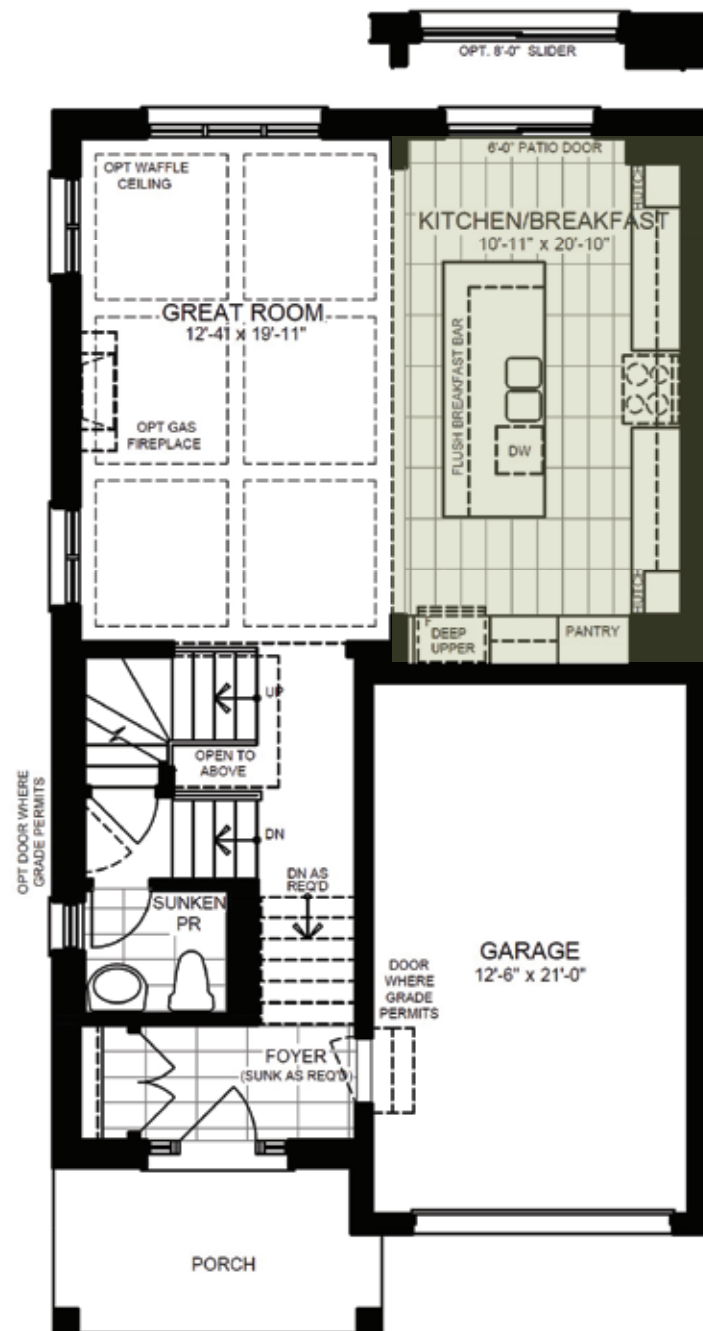 OPT. 8'-0" SLIDER
6'-0" PATIO DOOR
OPT WAFFLE
CEILING
HUTCH
KITCHEN/BREAKFAST
10'-11" x 20'-10"
GREAT ROOM
12'-4" x 19'-11"
FLUSH BREAKFAST BAR
OPT GAS
FIREPLACE
DW
HUTCH
F
DEEP
UPPER
PANTRY
UP
OPEN TO
ABOVE
OPT DOOR WHERE
GRADE PERMITS
DN
DN AS
REQ'D
SUNKEN
PR
GARAGE
12'-6" x 21'-0"
DOOR
WHERE
GRADE
PERMITS
FOYER
(SUNK AS REQ'D)
PORCH